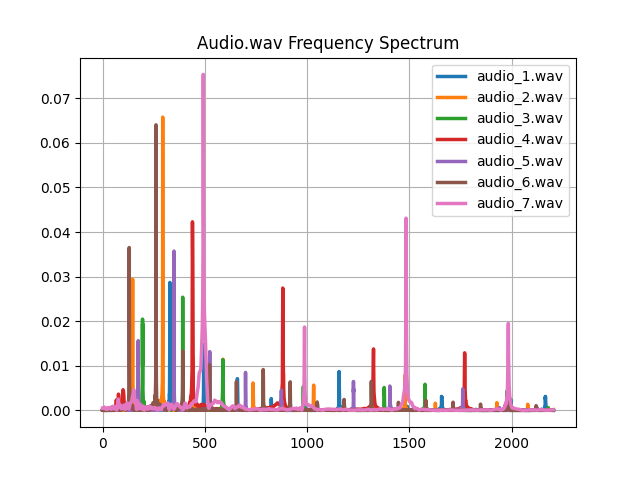 Audio.wav Frequency Spectrum
audio_1.wav
audio_2.wav
audio_3.wav
audio_4.wav
audio_5.wav
audio_6.wav
audio_7.wav
0.07
0.06
0.05
0.04
0.03
0.02
0.01
0.00
0 500 1000 1500 2000